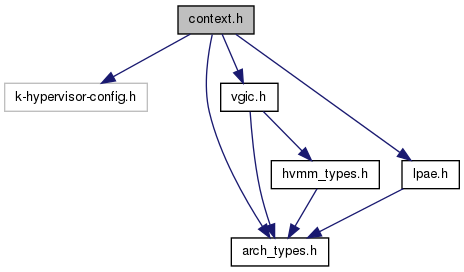 context.h
k-hypervisor-config.h
vgic.h
hvmm_types.h
lpae.h
arch_types.h